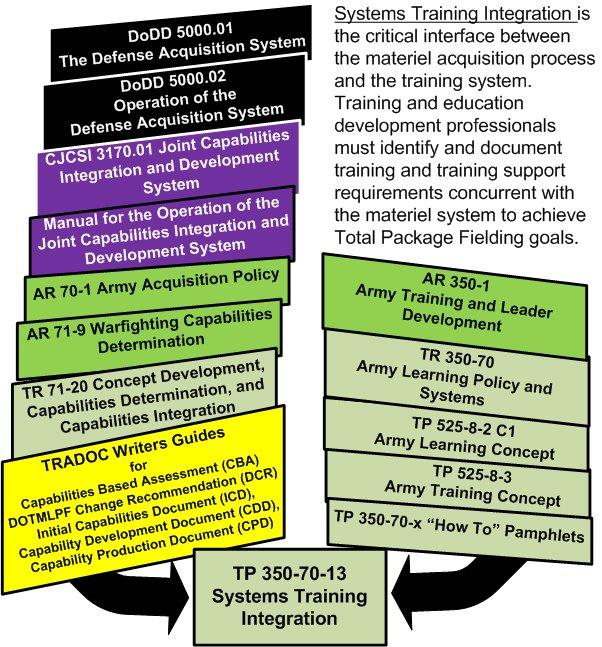 DoDD 5000.01
The Defense Acquisition System
DoDD 5000.02
Operation of the
Defense Acquisition System
CJCSI 3170.01 Joint Capabilities
Integration and Development
System
Manual for the Operation of the
Joint Capabilities Integration and
Development System
AR 70-1 Army Acquisition Policy
AR 71-9 Warfighting Capabilities
Determination
TR 71-20 Concept Development,
Capabilities Determination, and
Capabilities Integration
TRADOC Writers Guides
for
Capabilities Based Assessment (CBA)
DOTMLPF Change Recommendation (DCR)
Initial Capabilities Document (ICD),
Capability Development Document (CDD),
Capability Production Document (CPD)
Systems Training Integration is
the critical interface between
the materiel acquisition process
and the training system.
Training and education
development professionals
must identify and document
training and training support
requirements concurrent with
the materiel system to achieve
Total Package Fielding goals.
AR 350-1
Army Training and Leader
Development
TR 350-70
Army Learning Policy and
Systems
TP 525-8-2 C1
Army Learning Concept
TP 525-8-3
Army Training Concept
TP 350-70-x “How To” Pamphlets
TP 350-70-13
Systems Training
Integration